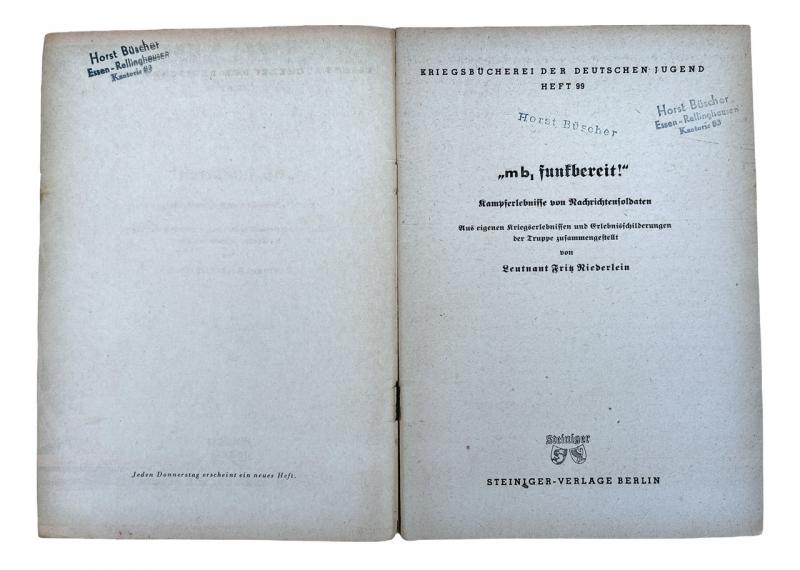 Horst Büscher
Essen-Rellinghausen
Kantorie 83
Jeden Donnerstag erscheint ein neues Heft.
KRIEGSBÜCHEREI DER DEUTSCHEN JUGEND
HEFT 99
Horst Büscher
Horst Büscher
Essen-Rellinghausen
Kantorie 83
„mb, funkbereit!“
Kampferlebnisse von Nachrichtensoldaten
Aus eigenen Kriegserlebnissen und Erlebnisschilderungen
der Truppe zusammengestellt
von
Leutnant Fritz Niederlein
Steiniger
STEINIGER-VERLAGE BERLIN